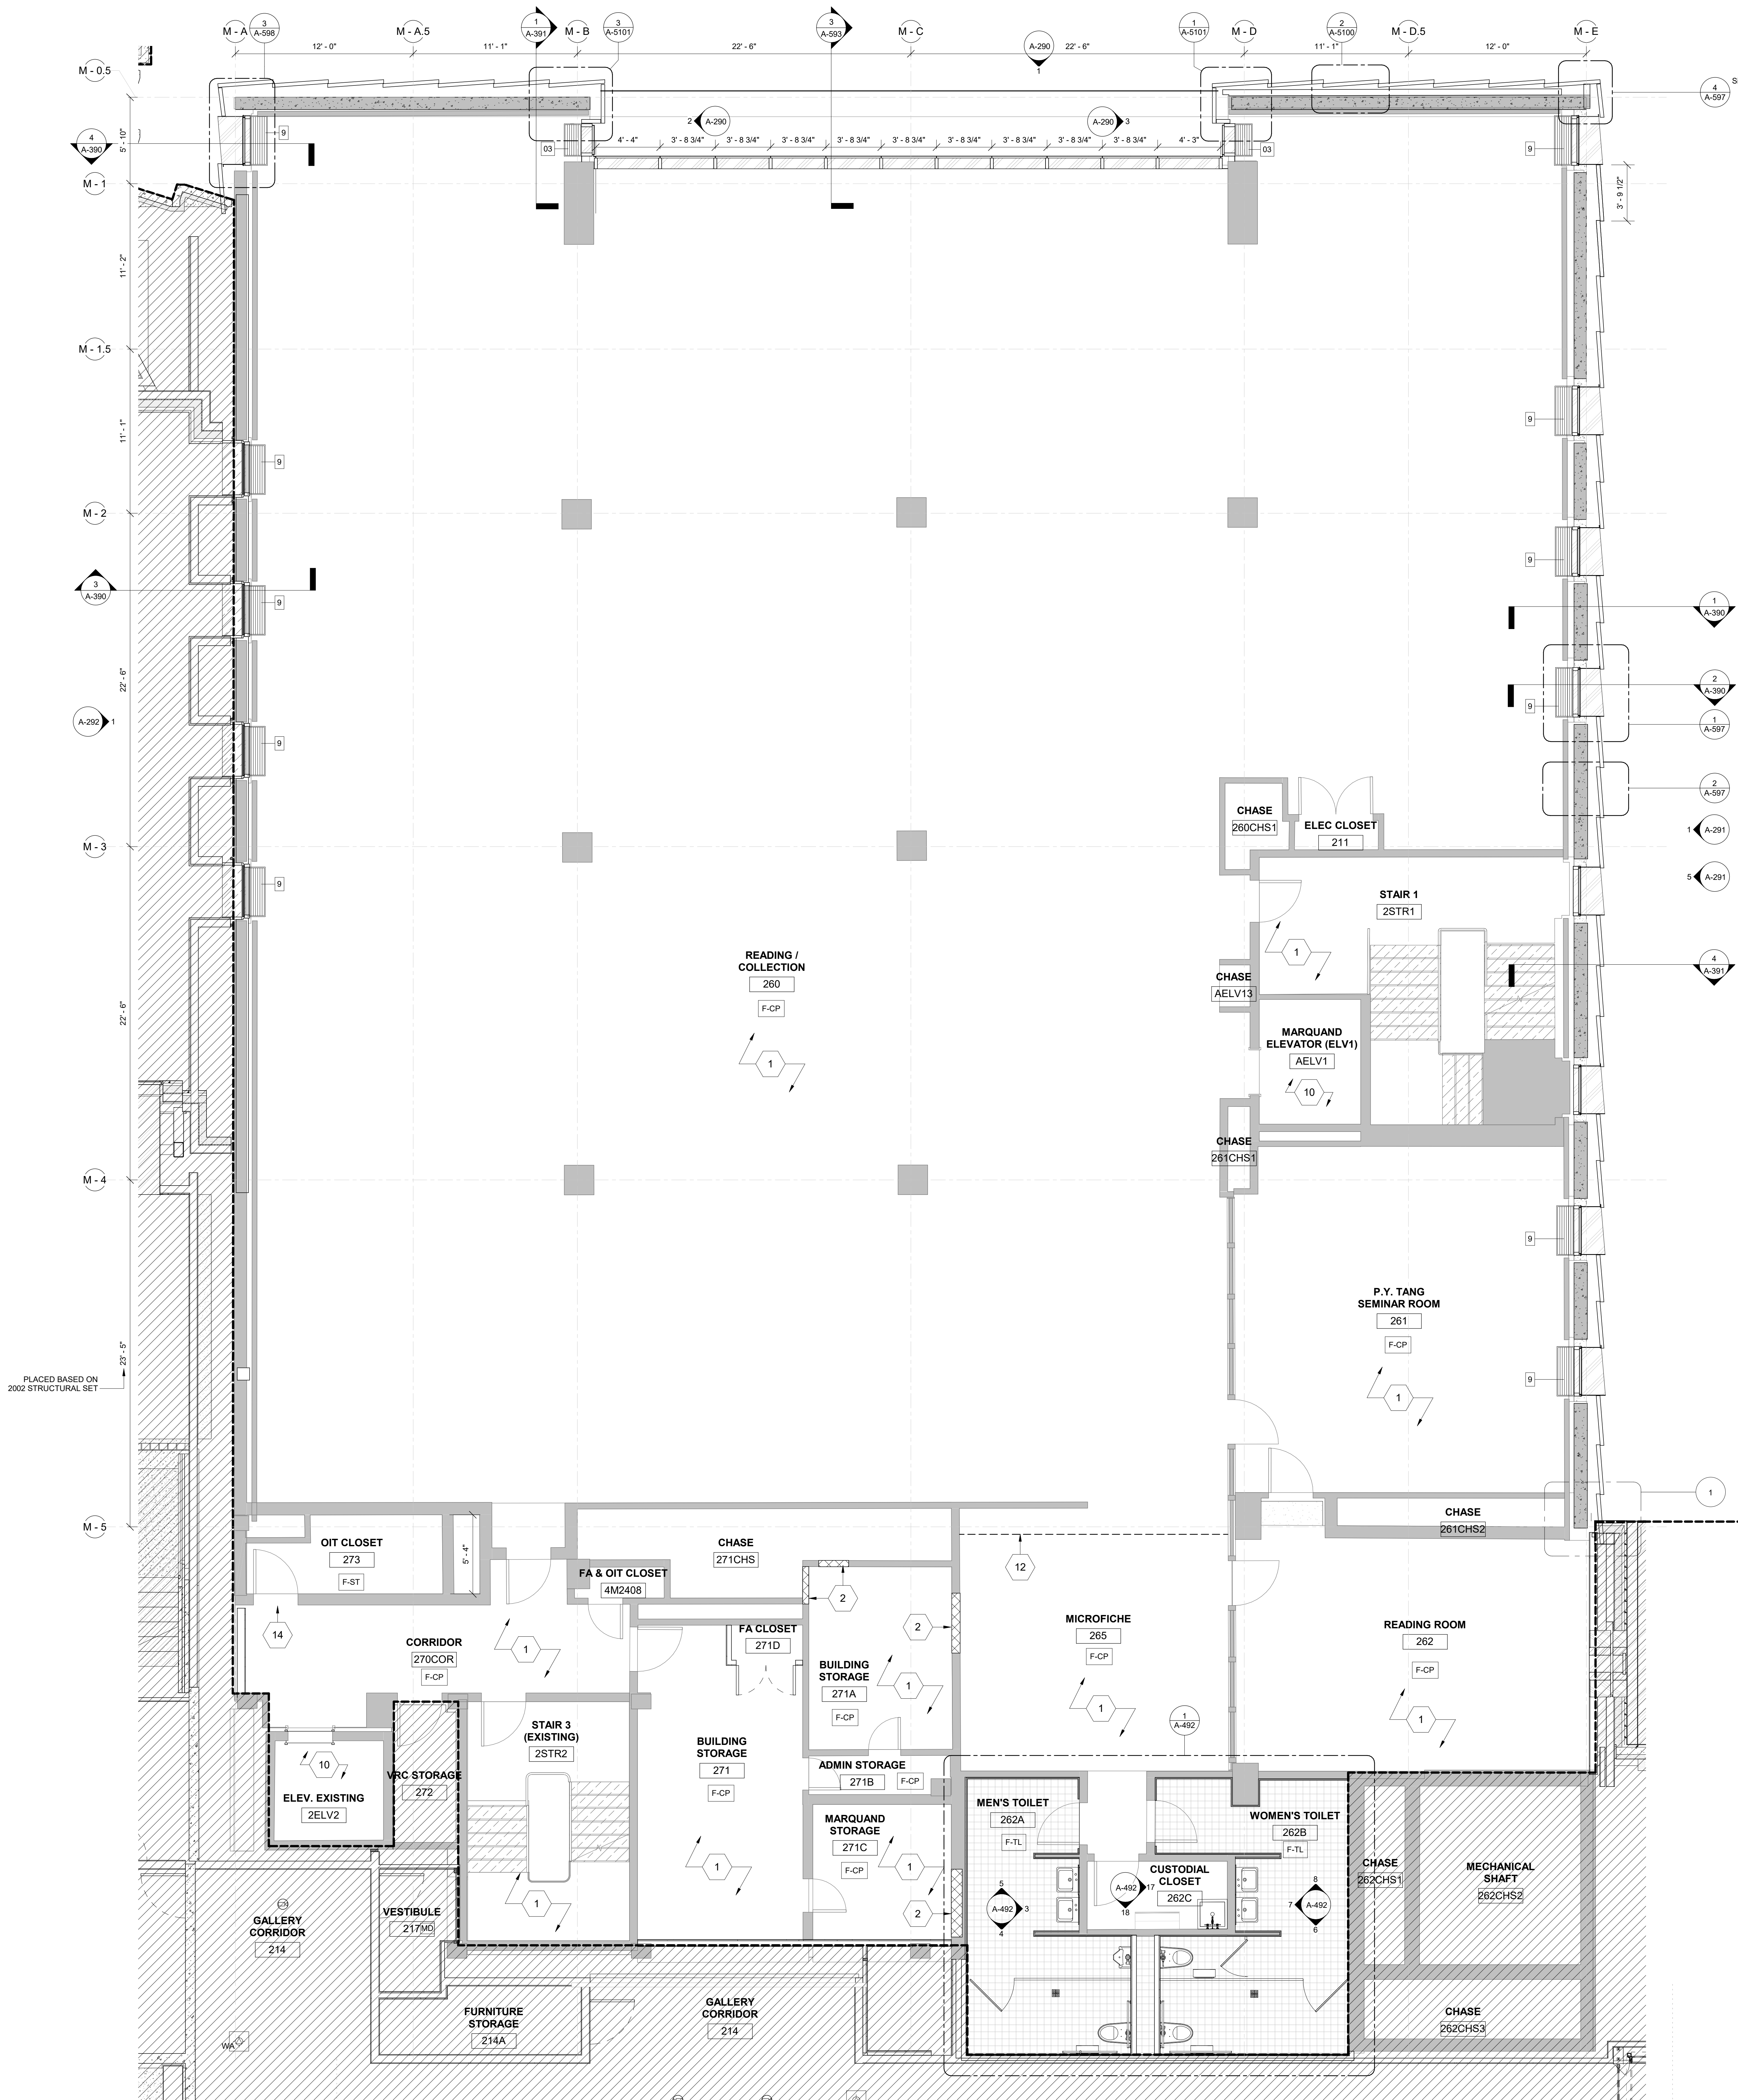 M - A
3
A-598
M - A.5
1
A-391
M - B
3
A-5101
3
A-593
M - C
A-290
1
1
A-5101
M - D
2
A-5100
M - D.5
M - E
12' - 0"
11' - 1"
22' - 6"
22' - 6"
11' - 1"
12' - 0"
M - 0.5
4
A-597
4
A-390
5' - 10"
9
03
2
A-290
A-290
3
03
9
4' - 4"
3' - 8 3/4"
3' - 8 3/4"
3' - 8 3/4"
3' - 8 3/4"
3' - 8 3/4"
3' - 8 3/4"
3' - 8 3/4"
3' - 8 3/4"
3' - 8 3/4"
4' - 3"
M - 1
3' - 9 1/2"
11' - 2"
M - 1.5
11' - 1"
9
9
M - 2
9
3
A-390
9
1
A-390
22' - 6"
A-292
1
9
9
2
A-390
1
A-597
2
A-597
CHASE
260CHS1
ELEC CLOSET
211
1
A-291
M - 3
9
5
A-291
STAIR 1
2STR1
1
READING /
COLLECTION
260
F-CP
1
CHASE
AELV13
4
A-391
22' - 6"
MARQUAND
ELEVATOR (ELV1)
AELV1
10
CHASE
261CHS1
M - 4
9
P.Y. TANG
SEMINAR ROOM
261
F-CP
1
9
23' - 5"
PLACED BASED ON
2002 STRUCTURAL SET
M - 5
1
CHASE
261CHS2
OIT CLOSET
273
F-ST
5' - 4"
CHASE
271CHS
FA & OIT CLOSET
4M2408
12
2
2
14
CORRIDOR
270COR
F-CP
1
FA CLOSET
271D
MICROFICHE
265
F-CP
1
READING ROOM
262
F-CP
1
BUILDING
STORAGE
271A
F-CP
1
1
A-492
STAIR 3
(EXISTING)
2STR2
BUILDING
STORAGE
271
F-CP
ADMIN STORAGE
271B
F-CP
10
ELEV. EXISTING
2ELV2
VRC STORAGE
272
MARQUAND
STORAGE
271C
F-CP
1
1
1
2
MEN'S TOILET
262A
F-TL
WOMEN'S TOILET
262B
F-TL
CUSTODIAL
CLOSET
262C
A-492
17
18
5
A-492
3
4
8
7
A-492
6
CHASE
262CHS1
MECHANICAL
SHAFT
262CHS2
CHASE
262CHS3
GALLERY
CORRIDOR
214
VESTIBULE
217
MD
FURNITURE
STORAGE
214A
GALLERY
CORRIDOR
214
WA